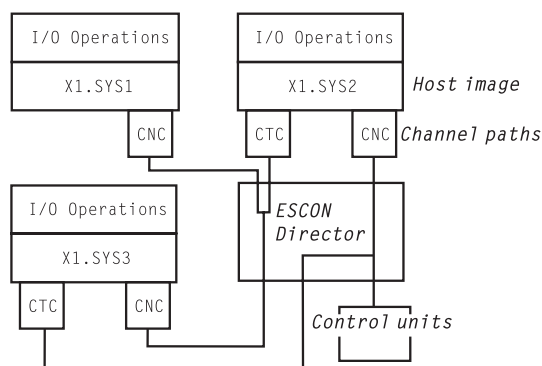 I/O Operations
X1.SYS1
CNC
I/O Operations
X1.SYS2
Host image
CTC
CNC
Channel paths
I/O Operations
X1.SYS3
CTC
CNC
ESCON
Director
Control units